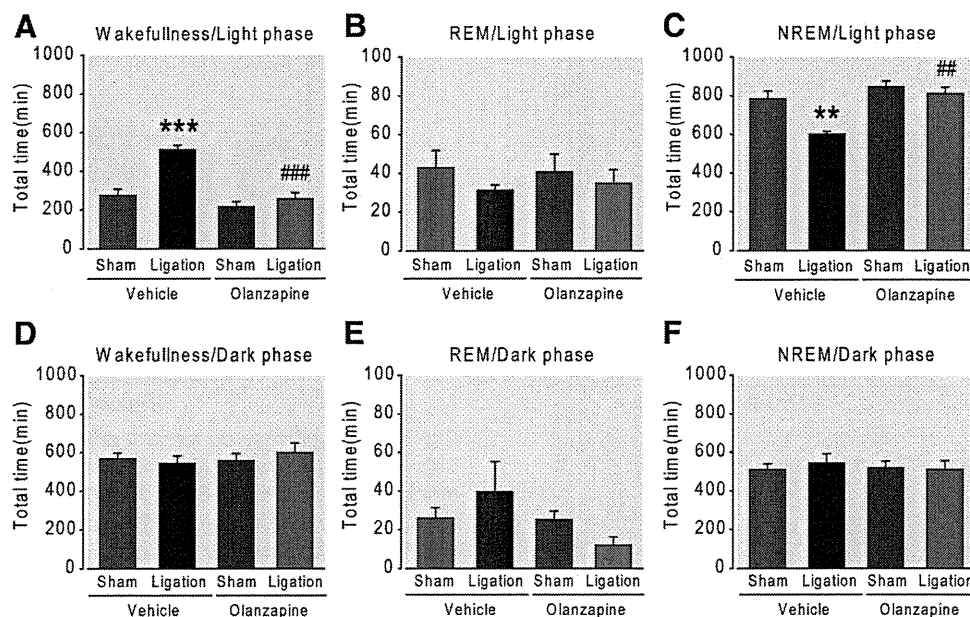 A Wakefullness/Light phase
Total time(min)
1000
800
600
400
200
0
***
###
Sham Ligation Sham Ligation
Vehicle Olanzapine
B REM/Light phase
Total time(min)
100
80
60
40
20
0
Sham Ligation Sham Ligation
Vehicle Olanzapine
C NREM/Light phase
Total time(min)
1000
800
600
400
200
0
**
##
Sham Ligation Sham Ligation
Vehicle Olanzapine
D Wakefullness/Dark phase
Total time(min)
1000
800
600
400
200
0
Sham Ligation Sham Ligation
Vehicle Olanzapine
E REM/Dark phase
Total time(min)
100
80
60
40
20
0
Sham Ligation Sham Ligation
Vehicle Olanzapine
F NREM/Dark phase
Total time(min)
1000
800
600
400
200
0
Sham Ligation Sham Ligation
Vehicle Olanzapine